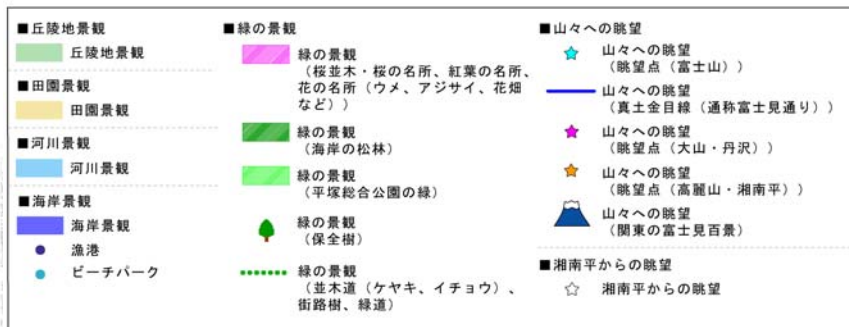 ■丘陵地景観
丘陵地景観
■田園景観
田園景観
■河川景観
河川景観
■海岸景観
海岸景観
漁港
ビーチパーク
■緑の景観
緑の景観
（桜並木・桜の名所、紅葉の名所、
花の名所（ウメ、アジサイ、花畑
など））
緑の景観
（海岸の松林）
緑の景観
（平塚総合公園の緑）
緑の景観
（保全樹）
緑の景観
（並木道（ケヤキ、イチョウ）、
街路樹、緑道）
■山々への眺望
山々への眺望
（眺望点（富士山））
山々への眺望
（真土金目線（通称富士見通り））
山々への眺望
（眺望点（大山・丹沢））
山々への眺望
（眺望点（高麗山・湘南平））
山々への眺望
（関東の富士見百景）
■湘南平からの眺望
湘南平からの眺望